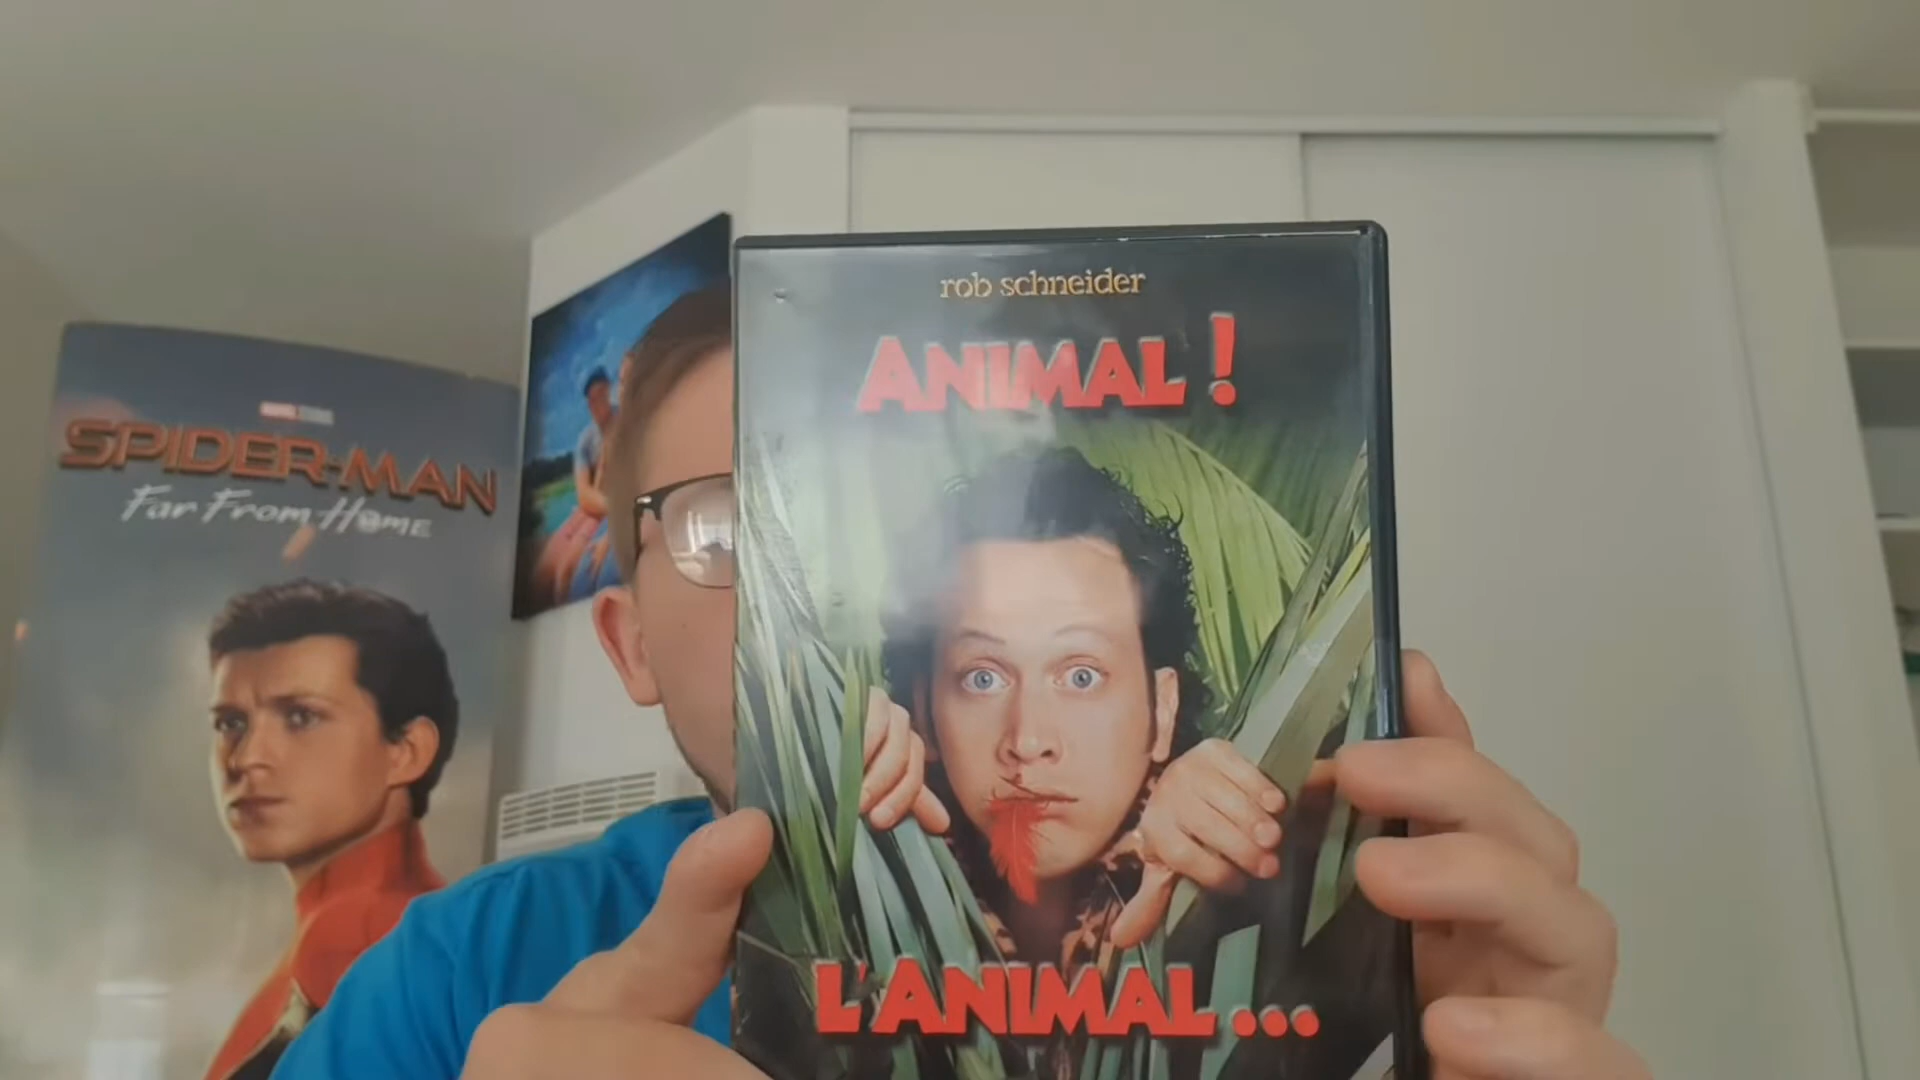 SPIDER-MAN
Far From Home
rob schneider
ANIMAL !
L'ANIMAL...